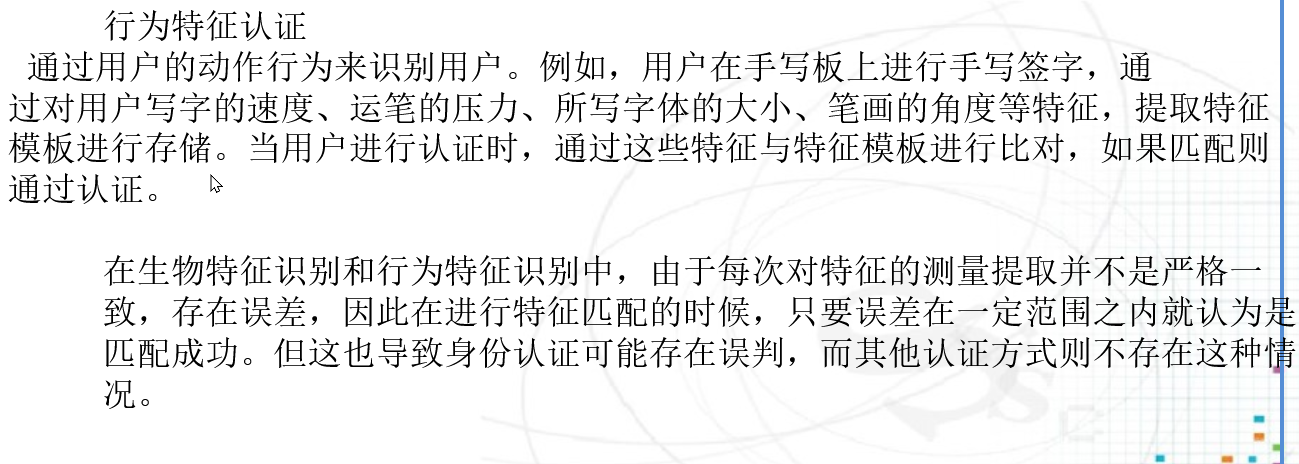 行为特征认证
通过用户的动作行为来识别用户。例如，用户在手写板上进行手写签字，通
过对用户写字的速度、运笔的压力、所写字体的大小、笔画的角度等特征，提取特征
模板进行存储。当用户进行认证时，通过这些特征与特征模板进行比对，如果匹配则
通过认证。
在生物特征识别和行为特征识别中，由于每次对特征的测量提取并不是严格一
致，存在误差，因此在进行特征匹配的时候，只要误差在一定范围之内就认为是
匹配成功。但这也导致身份认证可能存在误判，而其他认证方式则不存在这种情
况。